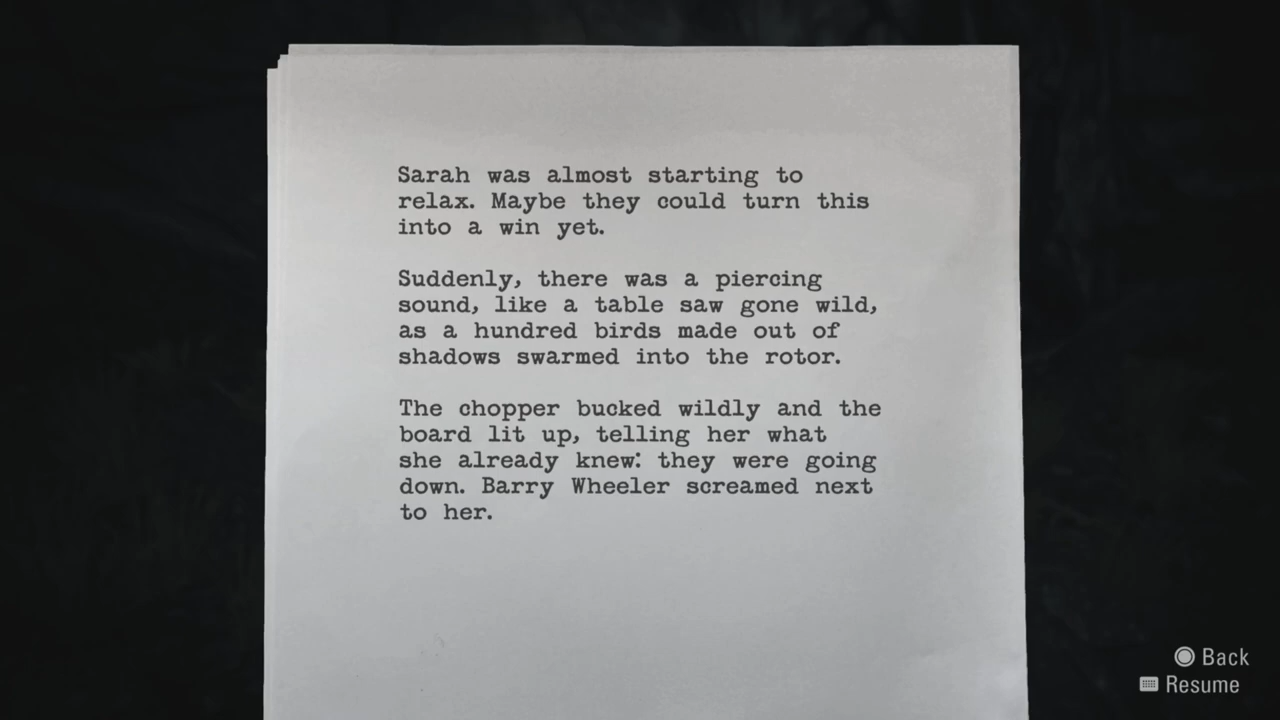 Sarah was almost starting to
relax. Maybe they could turn this
into a win yet.
Suddenly, there was a piercing
sound, like a table saw gone wild,
as a hundred birds made out of
shadows swarmed into the rotor.
The chopper bucked wildly and the
board lit up, telling her what
she already knew: they were going
down. Barry Wheeler screamed next
to her.
Back
Resume